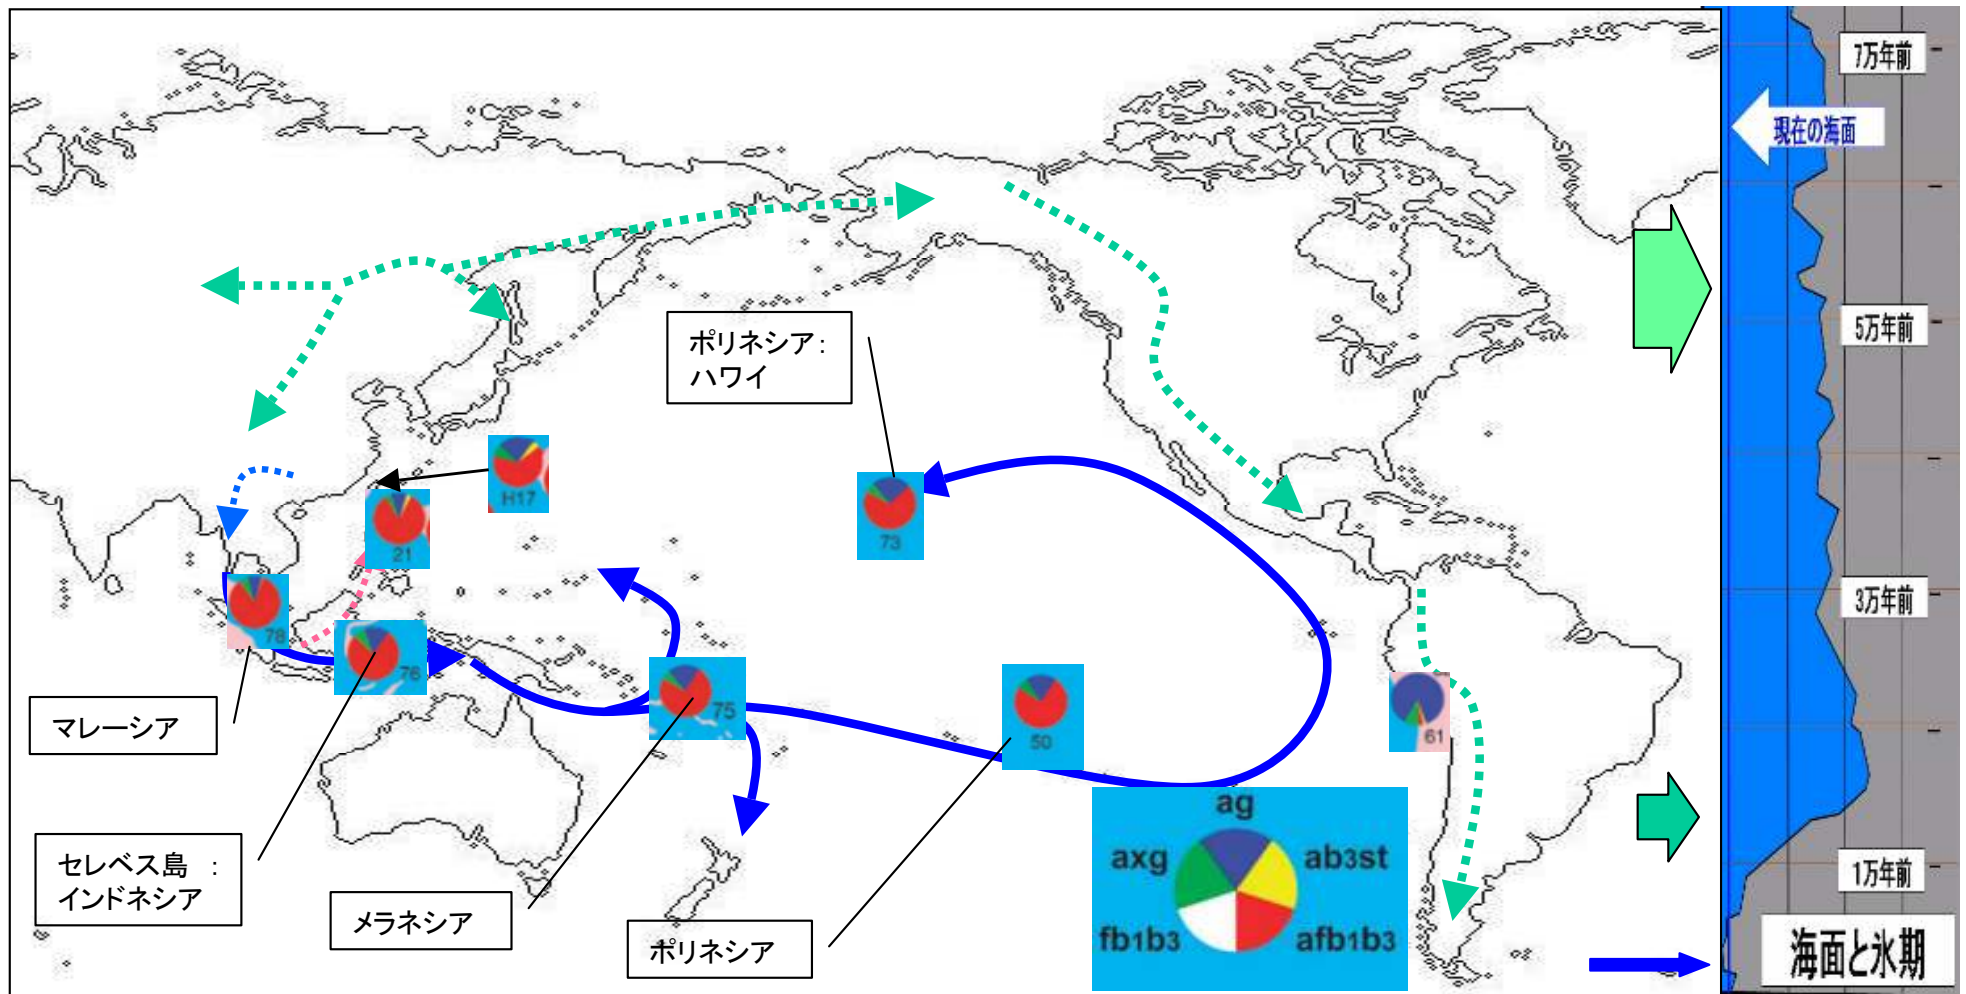 7万年前
現在の海面
5万年前
ポリネシア：
ハワイ
H17
21
73
3万年前
78
76
75
50
61
マレーシア
セレベス島 ：
インドネシア
メラネシア
ポリネシア
ag
axg
ab3st
fb1b3
afb1b3
1万年前
海面と氷期